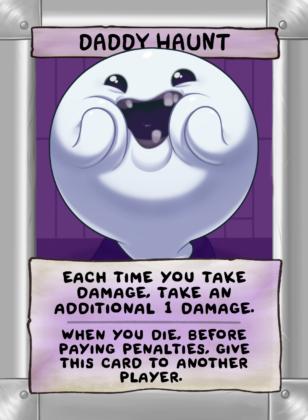 DADDY HAUNT
EACH TIME YOU TAKE
DAMAGE, TAKE AN
ADDITIONAL 1 DAMAGE.
WHEN YOU DIE, BEFORE
PAYING PENALTIES, GIVE
THIS CARD TO ANOTHER
PLAYER.